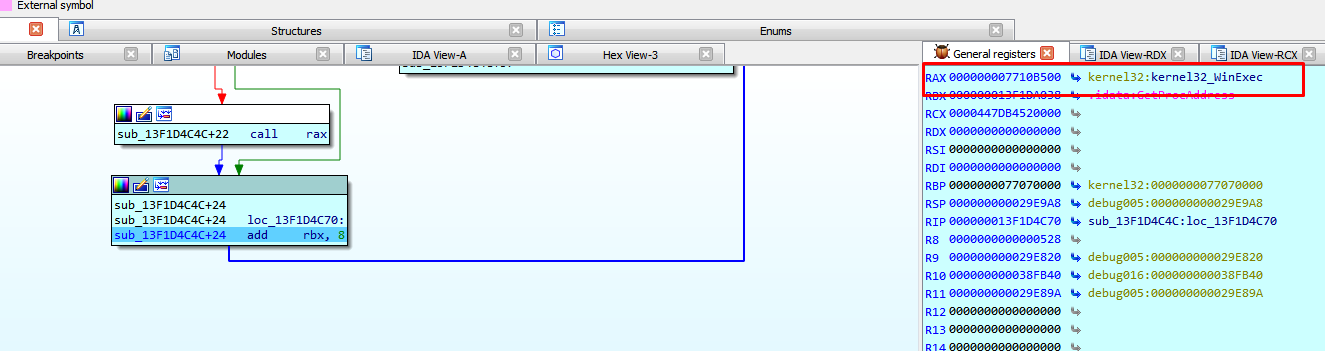 External symbol
Structures
Enums
Breakpoints
Modules
IDA View-A
Hex View-3
General registers
IDA View-RDX
IDA View-RCX
sub_13F1D4C4C+22 call rax
sub_13F1D4C4C+24
sub_13F1D4C4C+24 loc_13F1D4C70:
sub_13F1D4C4C+24 add rbx, 8
RAX 000000007710B500 kernel32:kernel32_WinExec
RBX 000000013F1DA038 .idata:GetProcAddress
RCX 0000447DB4520000
RDX 0000000000000000
RSI 0000000000000000
RDI 0000000000000000
RBP 0000000077070000 kernel32:0000000077070000
RSP 000000000029E9A8 debug005:000000000029E9A8
RIP 000000013F1D4C70 sub_13F1D4C4C:loc_13F1D4C70
R8 0000000000000528
R9 000000000029E820 debug005:000000000029E820
R10 000000000038FB40 debug016:000000000038FB40
R11 000000000029E89A debug005:000000000029E89A
R12 0000000000000000
R13 0000000000000000
R14 0000000000000000